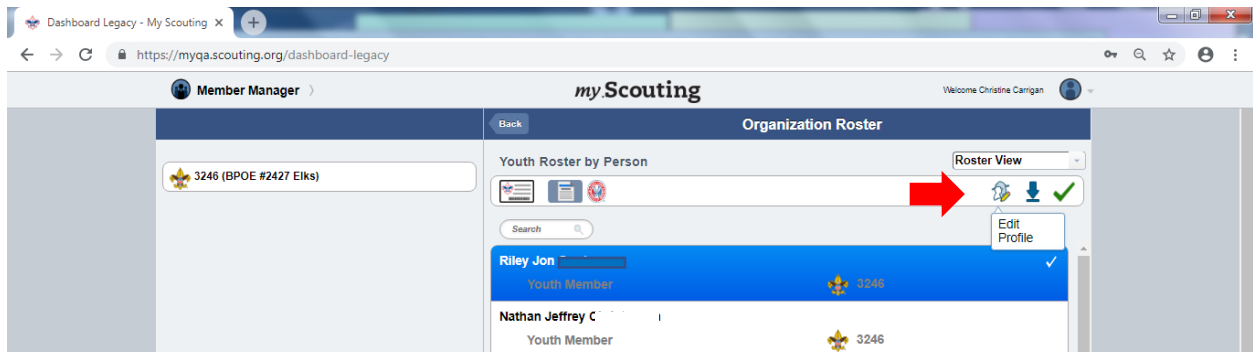 Dashboard Legacy - My Scouting
https://myqa.scouting.org/dashboard-legacy
Member Manager
my.Scouting
Welcome Christine Carrigan
Back
Organization Roster
3246 (BPOE #2427 Elks)
Youth Roster by Person
Roster View
Edit
Profile
Search
Riley Jon
Youth Member
3246
Nathan Jeffrey
Youth Member
3246